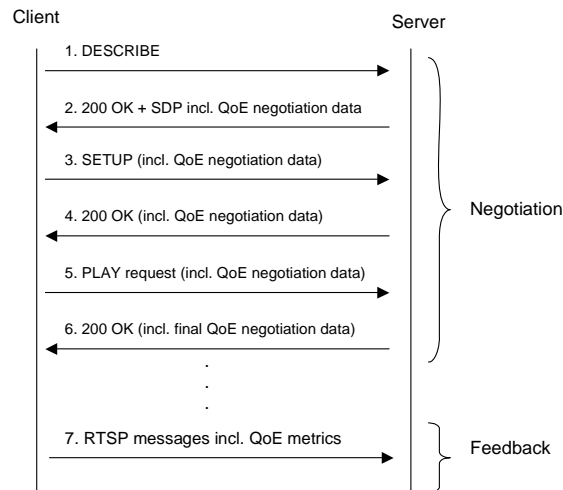 Client
Server
1. DESCRIBE
2. 200 OK + SDP incl. QoE negotiation data
3. SETUP (incl. QoE negotiation data)
4. 200 OK (incl. QoE negotiation data)
Negotiation
5. PLAY request (incl. QoE negotiation data)
6. 200 OK (incl. final QoE negotiation data)
.
.
.
7. RTSP messages incl. QoE metrics
Feedback